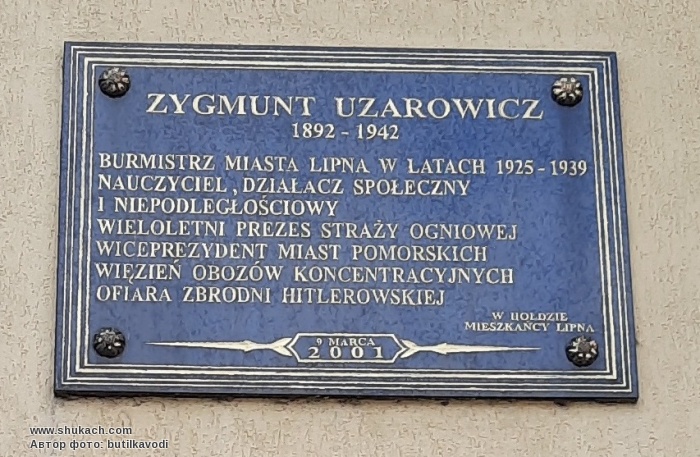 ZYGMUNT UZAROWICZ
1892 - 1942
BURMISTRZ MIASTA LIPNA W LATACH 1925 - 1939
NAUCZYCIEL, DZIAŁACZ SPOŁECZNY
I NIEPODLEGŁOŚCIOWY
WIELOLETNI PREZES STRAŻY OGNIOWEJ
WICEPREZYDENT MIAST POMORSKICH
WIĘZIEŃ OBOZÓW KONCENTRACYJNYCH
OFIARA ZBRODNI HITLEROWSKIEJ
W HOŁDZIE
MIESZKAŃCY LIPNA
9 MARCA
2001
www.shukach.com
Автор фото: butilkavodi